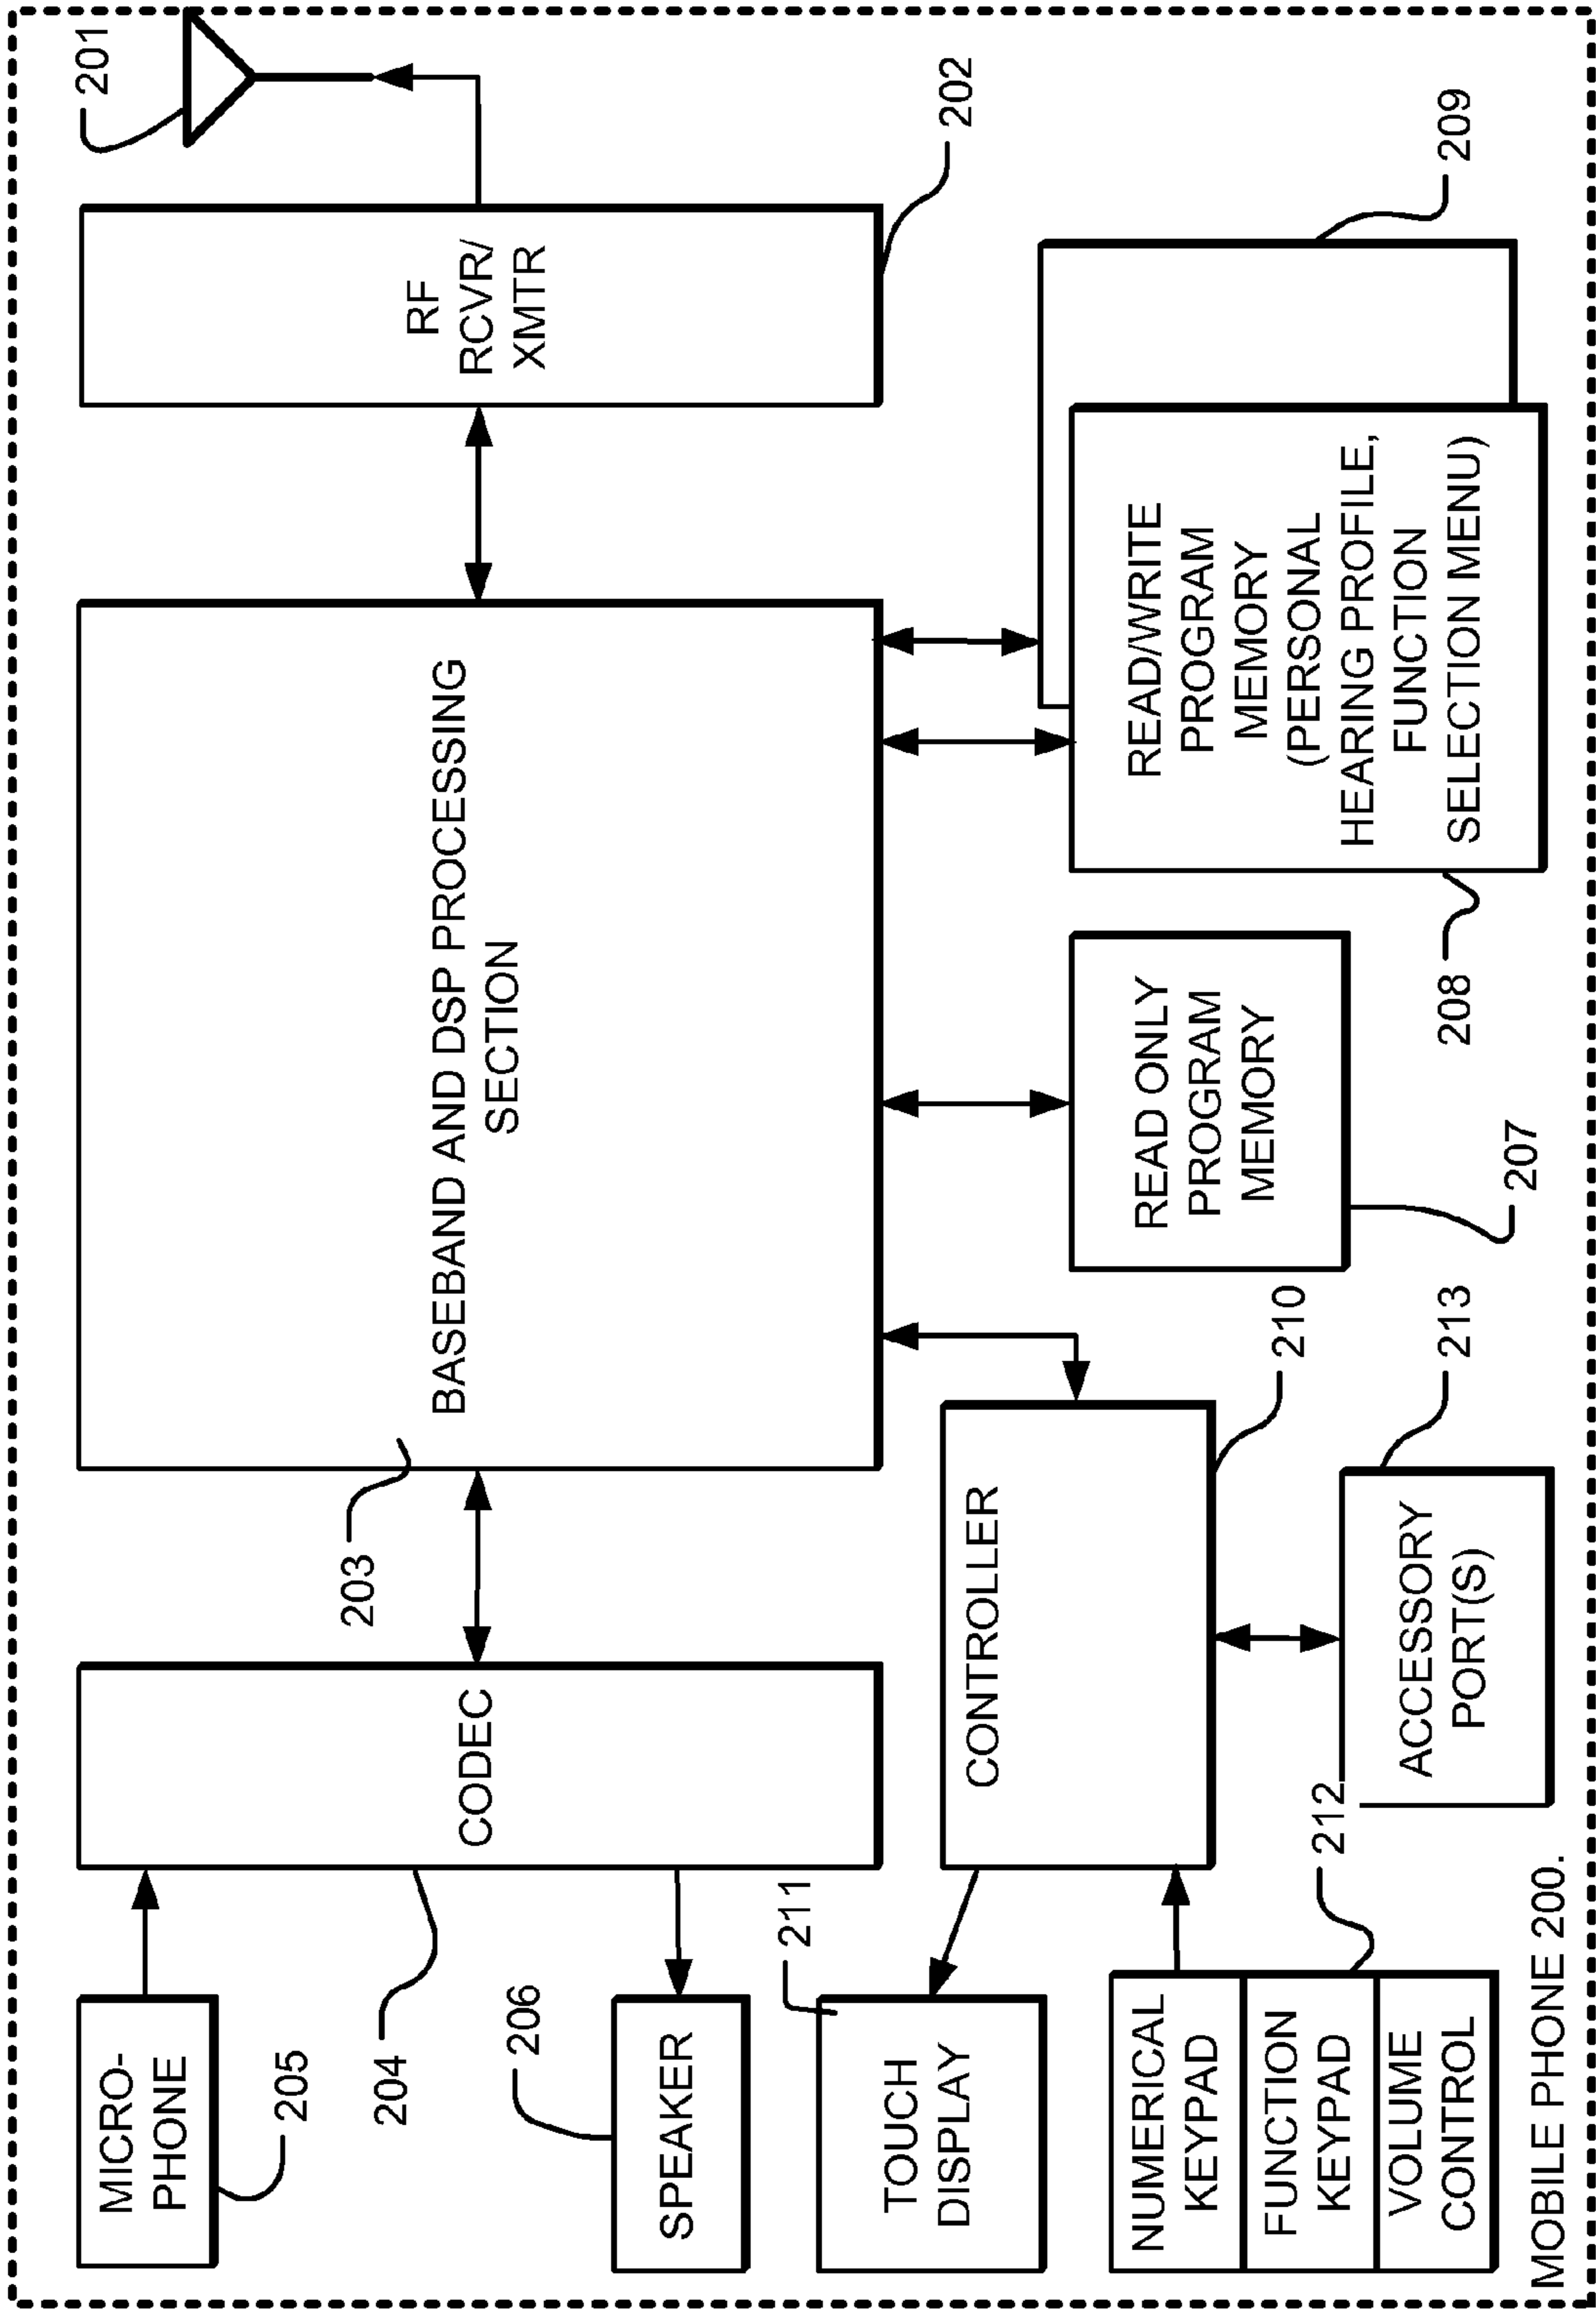 201
RF
RCVR/
XMTR
202
BASEBAND AND DSP PROCESSING
SECTION
203
CODEC
204
MICRO-
PHONE
205
SPEAKER
206
TOUCH
DISPLAY
211
CONTROLLER
210
NUMERICAL
KEYPAD
FUNCTION
KEYPAD
VOLUME
CONTROL
212
ACCESSORY
PORT(S)
213
READ ONLY
PROGRAM
MEMORY
207
READ/WRITE
PROGRAM
MEMORY
(PERSONAL
HEARING PROFILE,
FUNCTION
SELECTION MENU)
208
209
MOBILE PHONE 200.